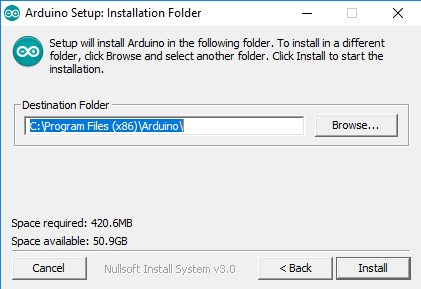 Arduino Setup: Installation Folder
Setup will install Arduino in the following folder. To install in a different
folder, click Browse and select another folder. Click Install to start the
installation.
Destination Folder
C:\Program Files (x86)\Arduino\
Browse...
Space required: 420.6MB
Space available: 50.9GB
Cancel
Nullsoft Install System v3.0
< Back
Install